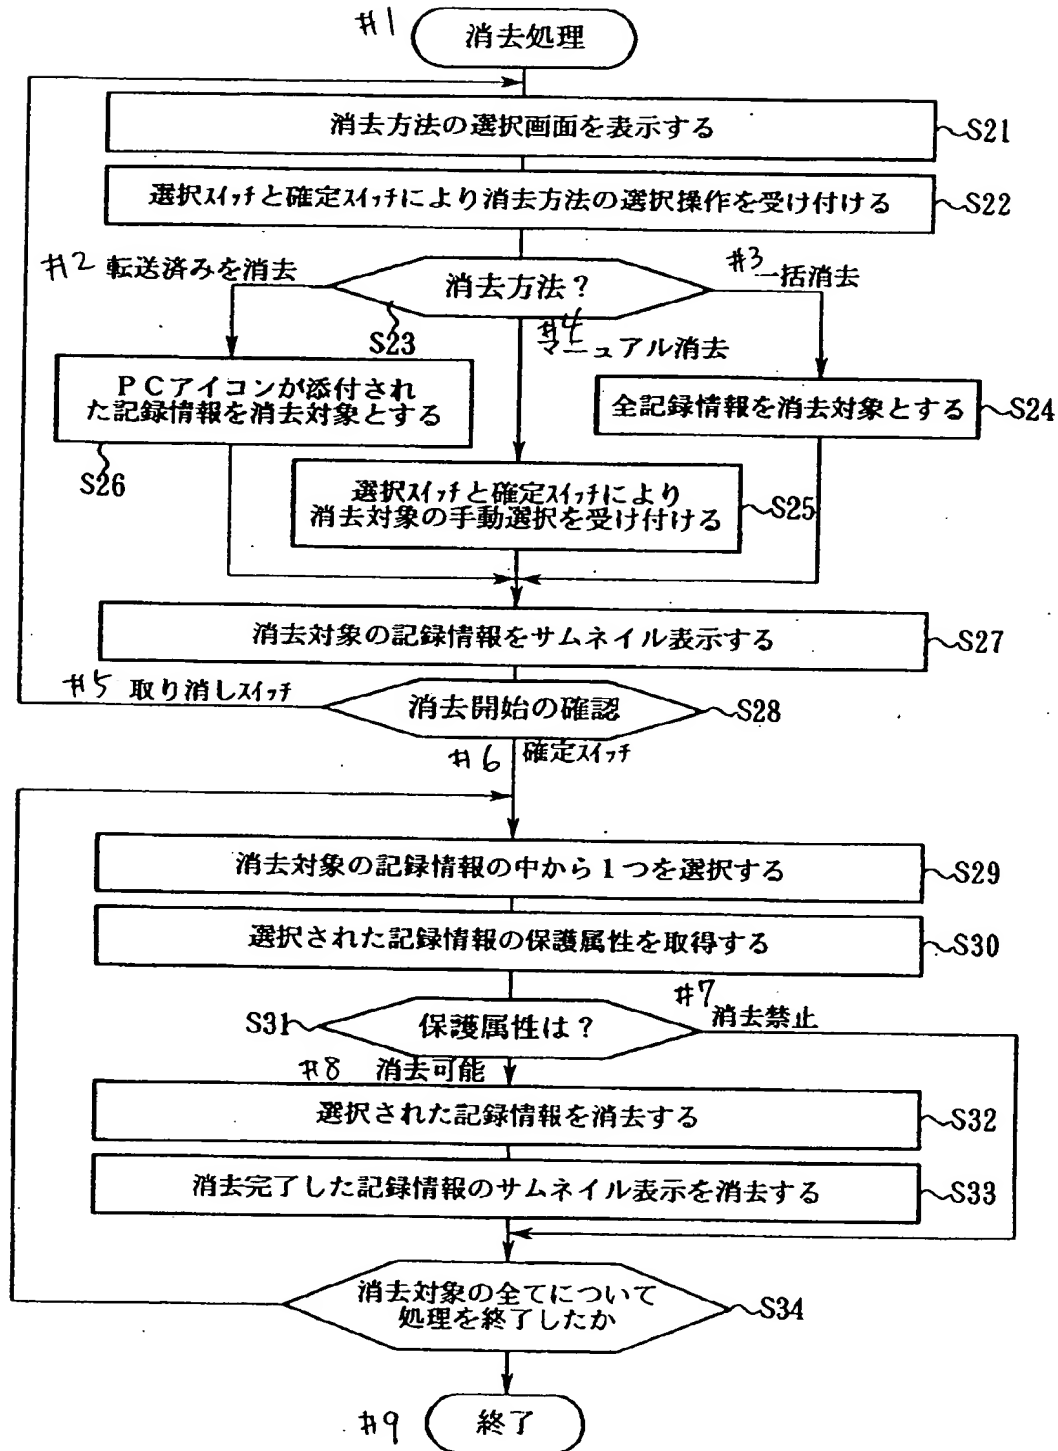 #1
消去処理
消去方法の選択画面を表示する
S21
選択ｽｲｯﾁと確定ｽｲｯﾁにより消去方法の選択操作を受け付ける
S22
#2 転送済みを消去
消去方法？
S23
#3
一括消去
#4
マニュアル消去
ＰＣアイコンが添付され
た記録情報を消去対象とする
S26
全記録情報を消去対象とする
S24
選択ｽｲｯﾁと確定ｽｲｯﾁにより
消去対象の手動選択を受け付ける
S25
消去対象の記録情報をサムネイル表示する
S27
#5 取り消しｽｲｯﾁ
消去開始の確認
S28
#6 確定ｽｲｯﾁ
消去対象の記録情報の中から１つを選択する
S29
選択された記録情報の保護属性を取得する
S30
S31
保護属性は？
#7
消去禁止
#8 消去可能
選択された記録情報を消去する
S32
消去完了した記録情報のサムネイル表示を消去する
S33
消去対象の全てについて
処理を終了したか
S34
#9
終了